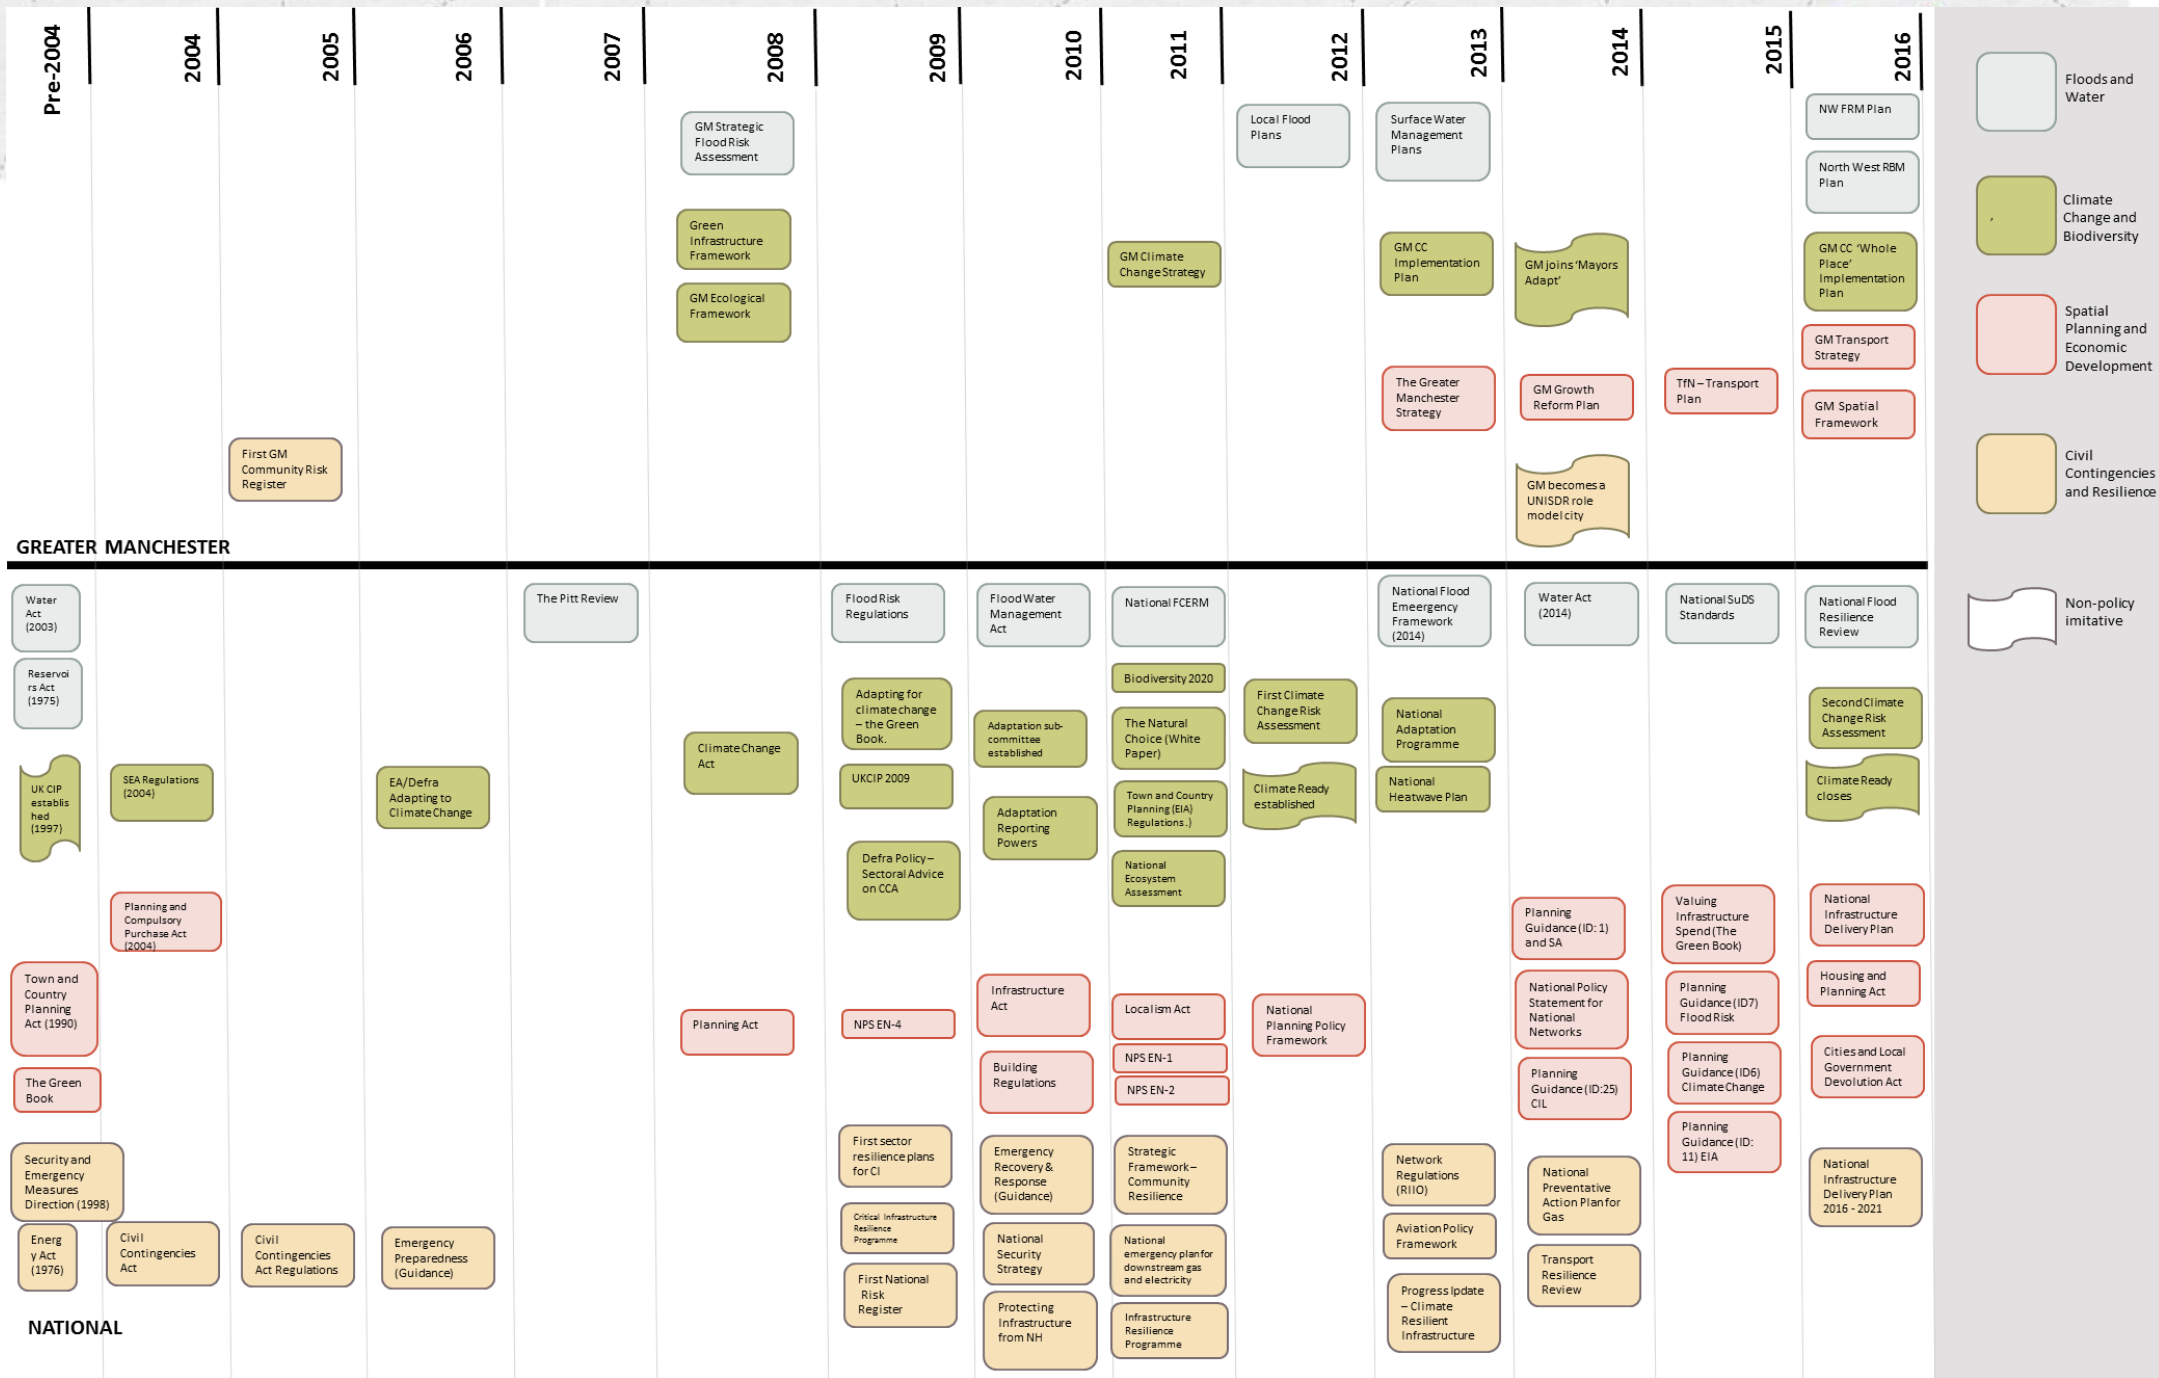 Pre-2004
2004
2005
2006
2007
2008
2009
2010
2011
2012
2013
2014
2015
2016
GM Strategic
Flood Risk
Assessment
Local Flood
Plans
Surface Water
Management
Plans
NW FRM Plan
North West RBM
Plan
Green
Infrastructure
Framework
GM Ecological
Framework
GM Climate
Change Strategy
GM CC
Implementation
Plan
GM joins ‘Mayors
Adapt’
GM CC ‘Whole
Place’
Implementation
Plan
The Greater
Manchester
Strategy
GM Growth
Reform Plan
TfN – Transport
Plan
GM Transport
Strategy
GM Spatial
Framework
First GM
Community Risk
Register
GM becomes a
UNISDR role
model city
GREATER MANCHESTER
Water
Act
(2003)
Reservoi
rs Act
(1975)
The Pitt Review
Flood Risk
Regulations
Flood Water
Management
Act
National FCERM
National Flood
Emeergency
Framework
(2014)
Water Act
(2014)
National SuDS
Standards
National Flood
Resilience
Review
UK CIP
establis
hed
(1997)
SEA Regulations
(2004)
EA/Defra
Adapting to
Climate Change
Climate Change
Act
Adapting for
climate change
– the Green
Book.
UKCIP 2009
Defra Policy –
Sectoral Advice
on CCA
Adaptation sub-
committee
established
Adaptation
Reporting
Powers
Biodiversity 2020
The Natural
Choice (White
Paper)
Town and Country
Planning (EIA)
Regulations.)
National
Ecosystem
Assessment
First Climate
Change Risk
Assessment
Climate Ready
established
National
Adaptation
Programme
National
Heatwave Plan
Second Climate
Change Risk
Assessment
Climate Ready
closes
Planning and
Compulsory
Purchase Act
(2004)
Town and
Country
Planning
Act (1990)
The Green
Book
Planning Act
NPS EN-4
Infrastructure
Act
Building
Regulations
Localism Act
NPS EN-1
NPS EN-2
National
Planning Policy
Framework
Planning
Guidance (ID: 1)
and SA
National Policy
Statement for
National
Networks
Planning
Guidance (ID:25)
CIL
Valuing
Infrastructure
Spend (The
Green Book)
Planning
Guidance (ID7)
Flood Risk
Planning
Guidance (ID6)
Climate Change
Planning
Guidance (ID:
11) EIA
National
Infrastructure
Delivery Plan
Housing and
Planning Act
Cities and Local
Government
Devolution Act
Security and
Emergency
Measures
Direction (1998)
Energ
y Act
(1976)
Civil
Contingencies
Act
Civil
Contingencies
Act Regulations
Emergency
Preparedness
(Guidance)
First sector
resilience plans
for CI
Critical Infrastructure
Resilience
Programme
First National
Risk
Register
Emergency
Recovery &
Response
(Guidance)
National
Security
Strategy
Protecting
Infrastructure
from NH
Strategic
Framework –
Community
Resilience
National
emergency plan for
downstream gas
and electricity
Infrastructure
Resilience
Programme
Network
Regulations
(RIIO)
Aviation Policy
Framework
Progress Ipdate
– Climate
Resilient
Infrastructure
National
Preventative
Action Plan for
Gas
Transport
Resilience
Review
National
Infrastructure
Delivery Plan
2016 - 2021
NATIONAL
Floods and
Water
,
Climate
Change and
Biodiversity
Spatial
Planning and
Economic
Development
Civil
Contingencies
and Resilience
Non-policy
imitative